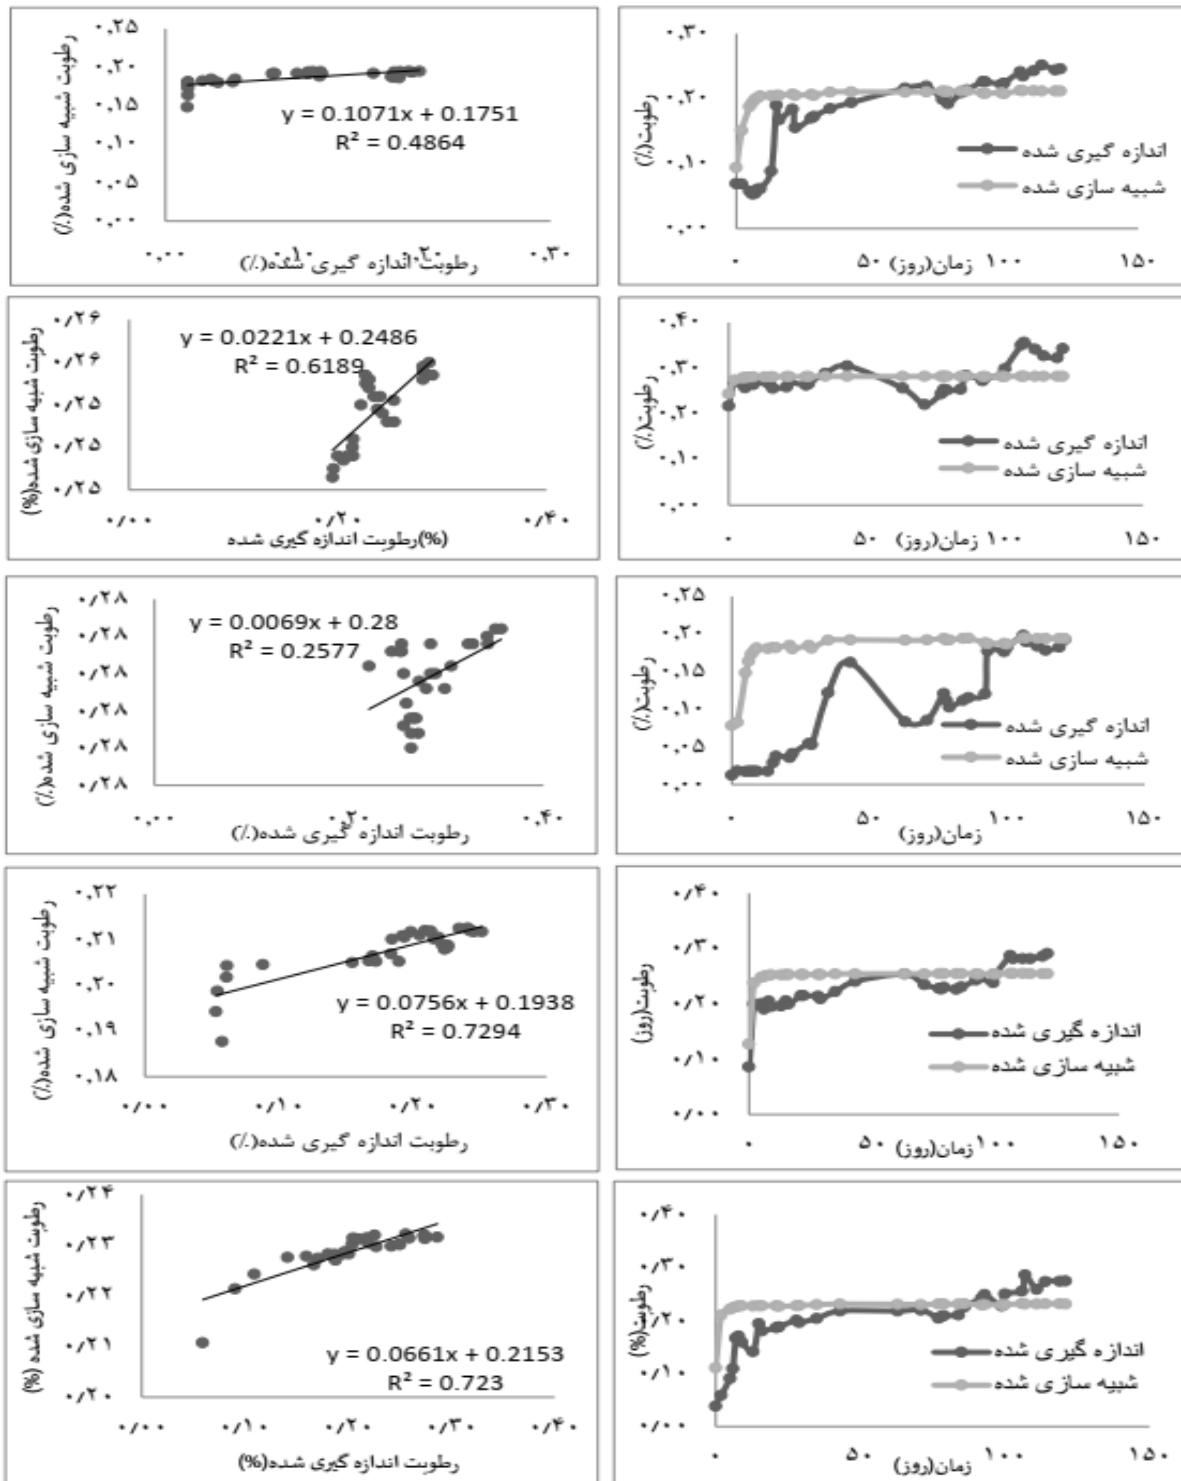 رطوبت شبیه سازی شده(٪)
۰,۲۵
۰,۲۰
۰,۱۵
۰,۱۰
۰,۰۵
۰,۰۰
y = 0.1071x + 0.1751
R² = 0.4864
۰,۰۰ ۰,۱۰ ۰,۲۰ ۰,۳۰
رطوبت اندازه گیری شده(٪)
رطوبت(٪)
۰,۳۰
۰,۲۰
۰,۱۰
۰,۰۰
اندازه گیری شده
شبیه سازی شده
۰ ۵۰ ۱۰۰ ۱۵۰
زمان(روز)
رطوبت شبیه سازی شده(%)
۰٫۲۶
۰٫۲۶
۰٫۲۵
۰٫۲۵
۰٫۲۵
y = 0.0221x + 0.2486
R² = 0.6189
۰٫۰۰ ۰٫۲۰ ۰٫۴۰
رطوبت اندازه گیری شده(%)
رطوبت(٪)
۰,۴۰
۰,۳۰
۰,۲۰
۰,۱۰
۰,۰۰
اندازه گیری شده
شبیه سازی شده
۰ ۵۰ ۱۰۰ ۱۵۰
زمان(روز)
رطوبت شبیه سازی شده(٪)
۰٫۲۸
۰٫۲۸
۰٫۲۸
۰٫۲۸
۰٫۲۸
۰٫۲۸
y = 0.0069x + 0.28
R² = 0.2577
۰,۰۰ ۰,۲۰ ۰,۴۰
رطوبت اندازه گیری شده(٪)
رطوبت(٪)
۰,۲۵
۰,۲۰
۰,۱۵
۰,۱۰
۰,۰۵
۰,۰۰
اندازه گیری شده
شبیه سازی شده
۰ ۵۰ ۱۰۰ ۱۵۰
زمان(روز)
رطوبت شبیه سازی شده(٪)
۰,۲۲
۰,۲۱
۰,۲۰
۰,۱۹
۰,۱۸
y = 0.0756x + 0.1938
R² = 0.7294
۰٫۰۰ ۰٫۱۰ ۰٫۲۰ ۰٫۳۰
رطوبت اندازه گیری شده(٪)
رطوبت(روز)
۰٫۴۰
۰٫۳۰
۰٫۲۰
۰٫۱۰
۰٫۰۰
اندازه گیری شده
شبیه سازی شده
۰ ۵۰ ۱۰۰ ۱۵۰
زمان(روز)
رطوبت شبیه سازی شده (%)
۰٫۲۴
۰٫۲۳
۰٫۲۲
۰٫۲۱
۰٫۲۰
y = 0.0661x + 0.2153
R² = 0.723
۰٫۰۰ ۰٫۱۰ ۰٫۲۰ ۰٫۳۰ ۰٫۴۰
رطوبت اندازه گیری شده(%)
رطوبت(%)
۰٫۴۰
۰٫۳۰
۰٫۲۰
۰٫۱۰
۰٫۰۰
اندازه گیری شده
شبیه سازی شده
۰ ۵۰ ۱۰۰ ۱۵۰
زمان(روز)